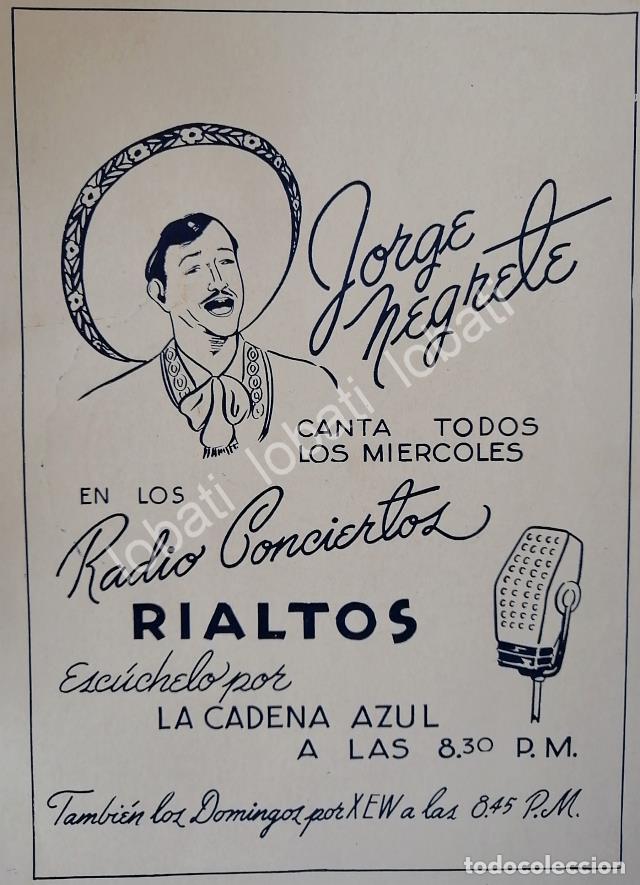 Jorge
Negrete
CANTA TODOS
LOS MIERCOLES
EN LOS
Radio Conciertos
RIALTOS
Escúchelo por
LA CADENA AZUL
A LAS 8.30 P.M.
También los Domingos por XEW a las 8.45 P.M.
lobati lobati lobati lobati
todocoleccion